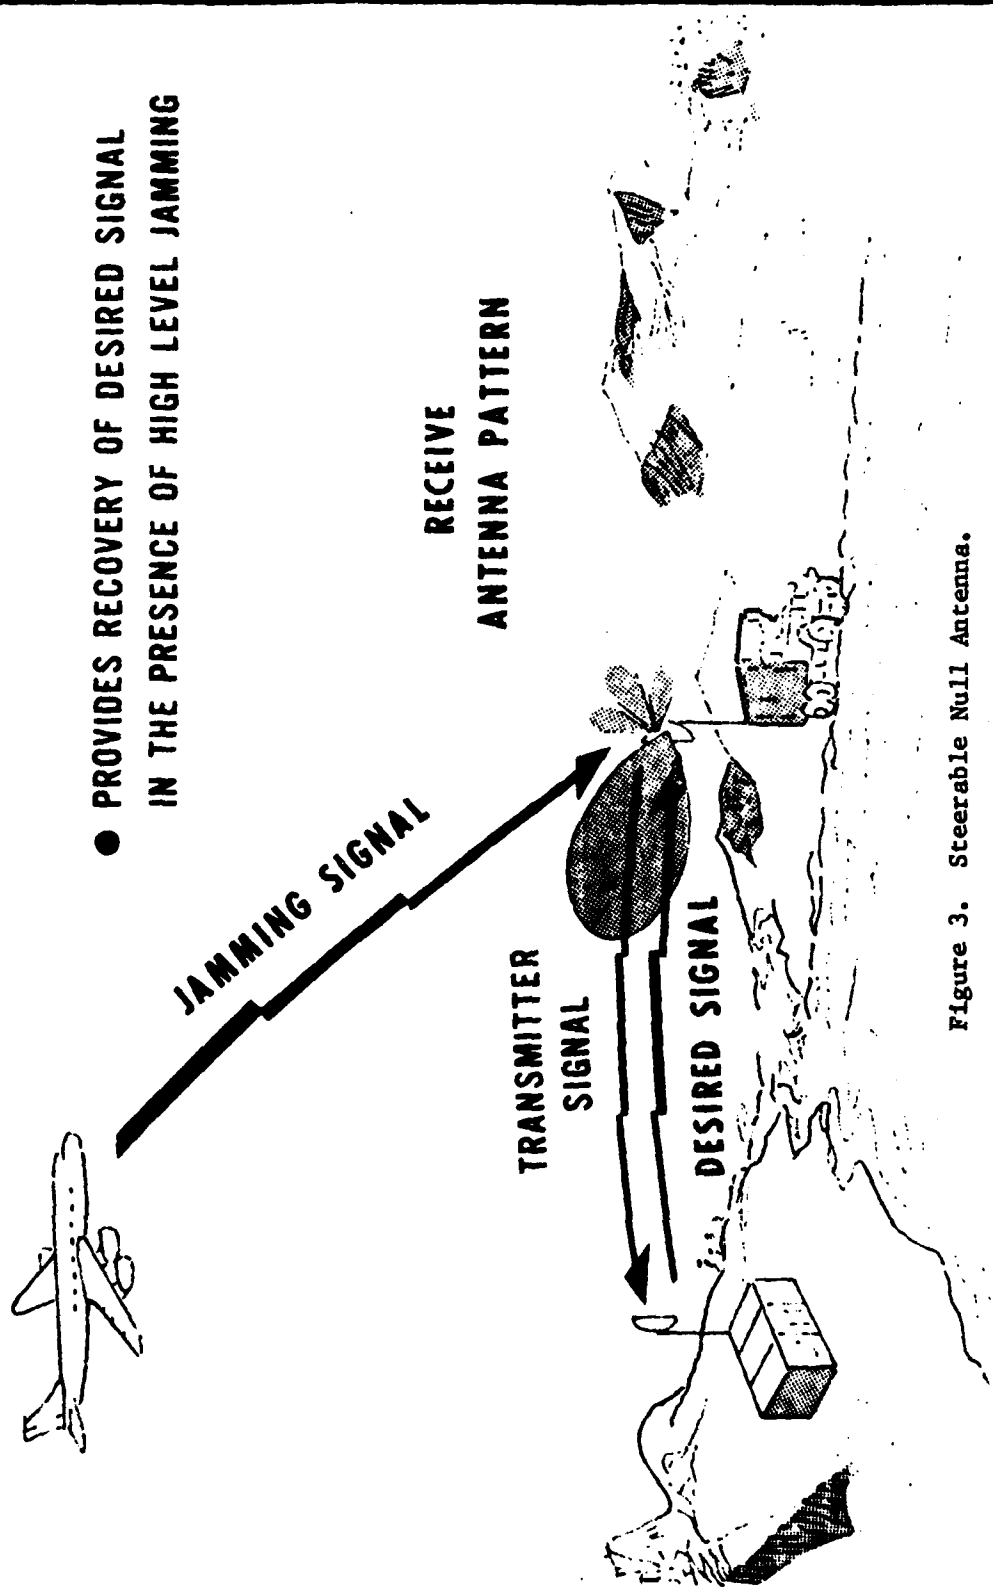 ● PROVIDES RECOVERY OF DESIRED SIGNAL
IN THE PRESENCE OF HIGH LEVEL JAMMING
JAMMING SIGNAL
RECEIVE
ANTENNA PATTERN
TRANSMITTER
SIGNAL
DESIRED SIGNAL
Figure 3. Steerable Null Antenna.